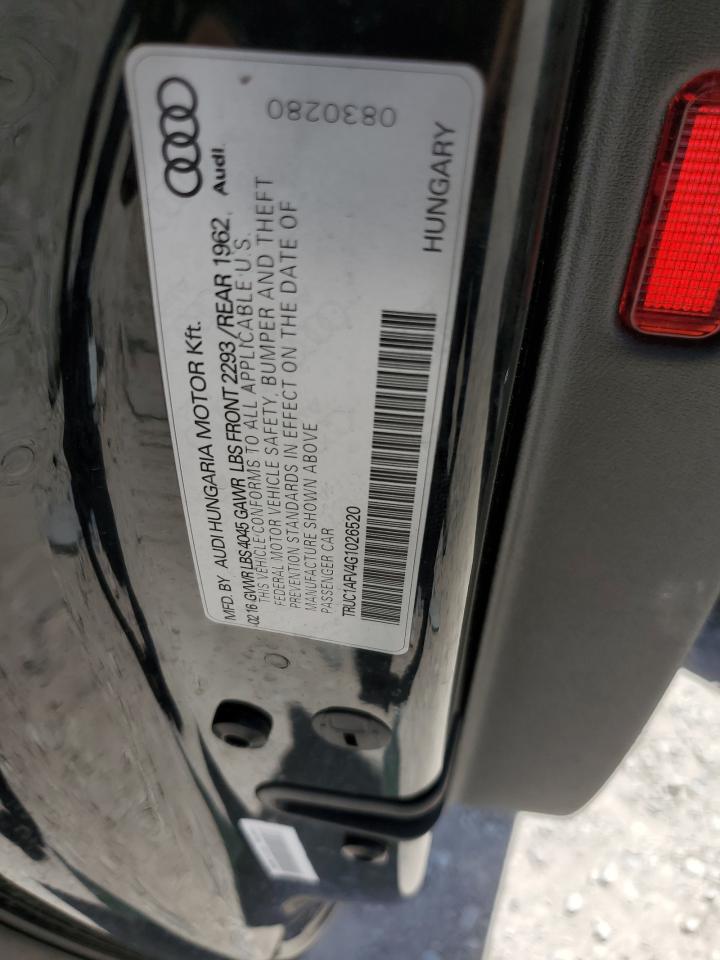 MFD. BY AUDI HUNGARIA MOTOR Kft.
0216 GVWR LBS 4045 GAWR LBS FRONT 2293 /REAR 1962.
THIS VEHICLE CONFORMS TO ALL APPLICABLE U.S.
FEDERAL MOTOR VEHICLE SAFETY, BUMPER AND THEFT
PREVENTION STANDARDS IN EFFECT ON THE DATE OF
MANUFACTURE SHOWN ABOVE
PASSENGER CAR
TRUC1AFV4G1026520
Audi
0830280
HUNGARY